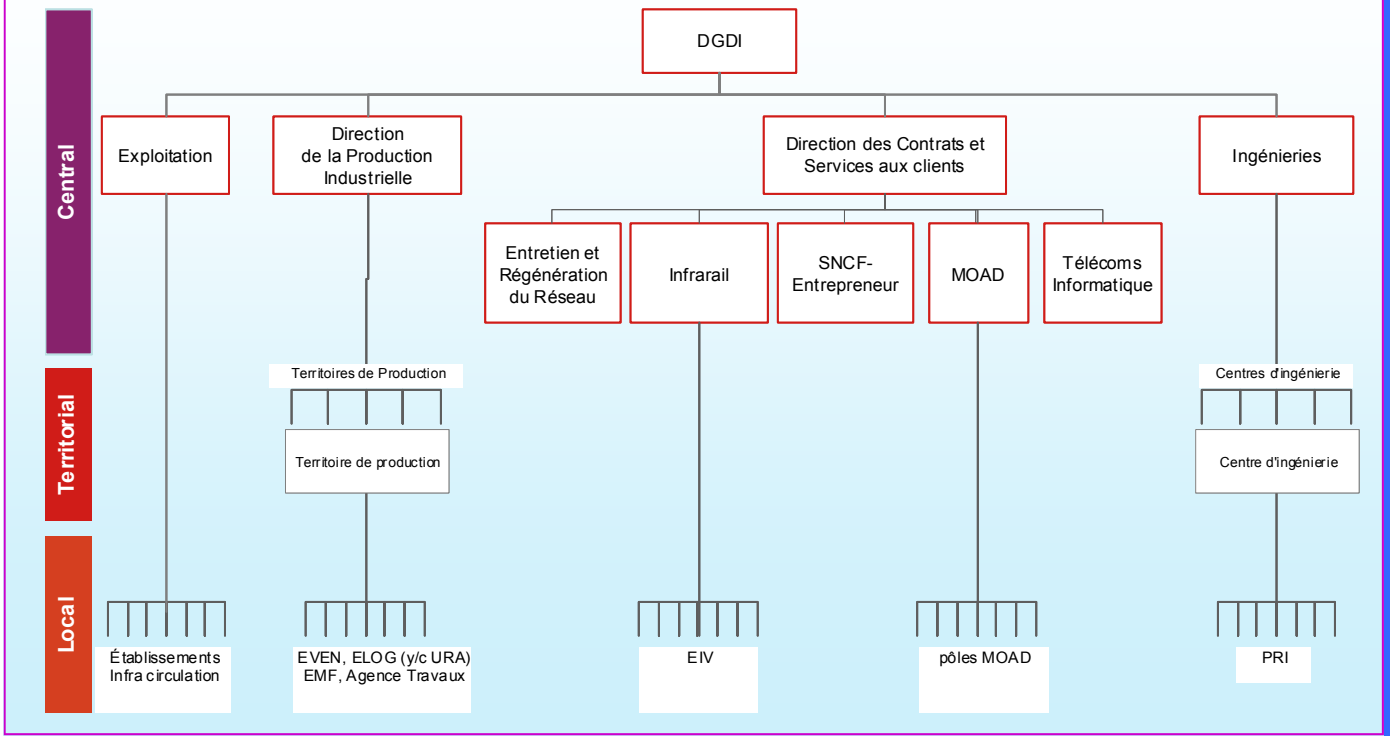 DGDI
Central
Exploitation
Direction
de la Production
Industrielle
Direction des Contrats et
Services aux clients
Ingénieries
Entretien et
Régénération
du Réseau
Infrarail
SNCF-
Entrepreneur
MOAD
Télécoms
Informatique
Territorial
Territoires de Production
Centres d'ingénierie
Territoire de production
Centre d'ingénierie
Local
Établissements
Infra circulation
EVEN, ELOG (y/c URA)
EMF, Agence Travaux
EIV
pôles MOAD
PRI